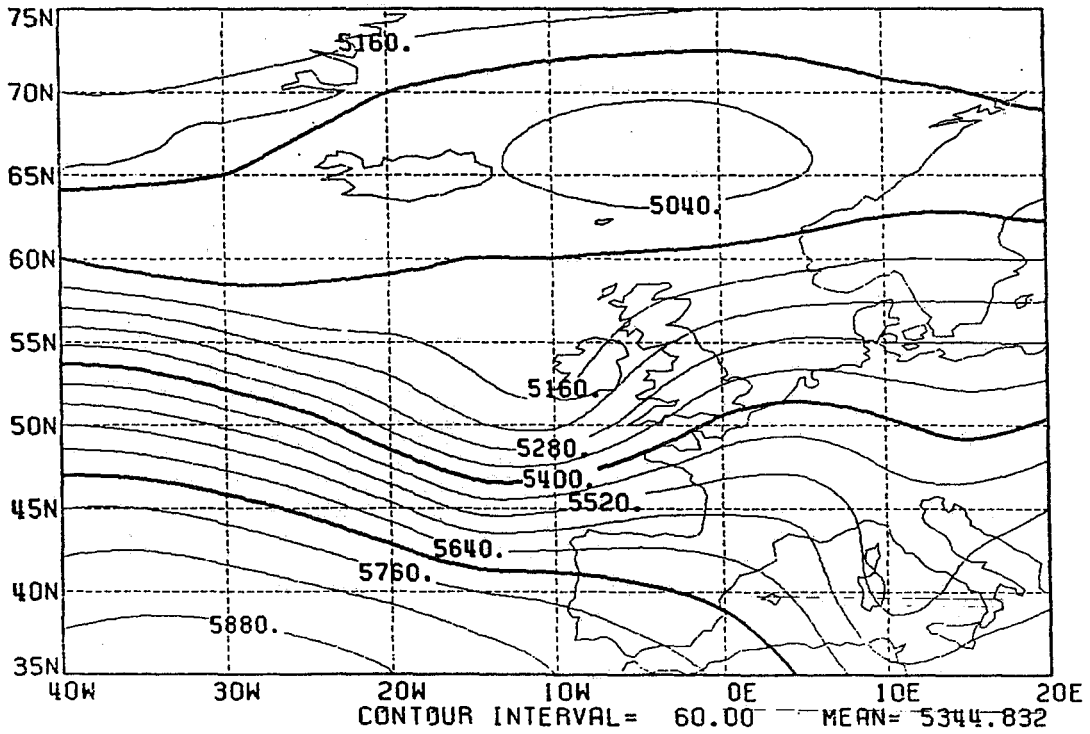 75N
5160.
70N
65N
5040.
60N
55N
5160.
50N
5280.
5400.
5520.
45N
5640.
5760.
40N
5880.
35N
40W 30W 20W 10W 0E 10E 20E
CONTOUR INTERVAL= 60.00 MEAN= 5344.832